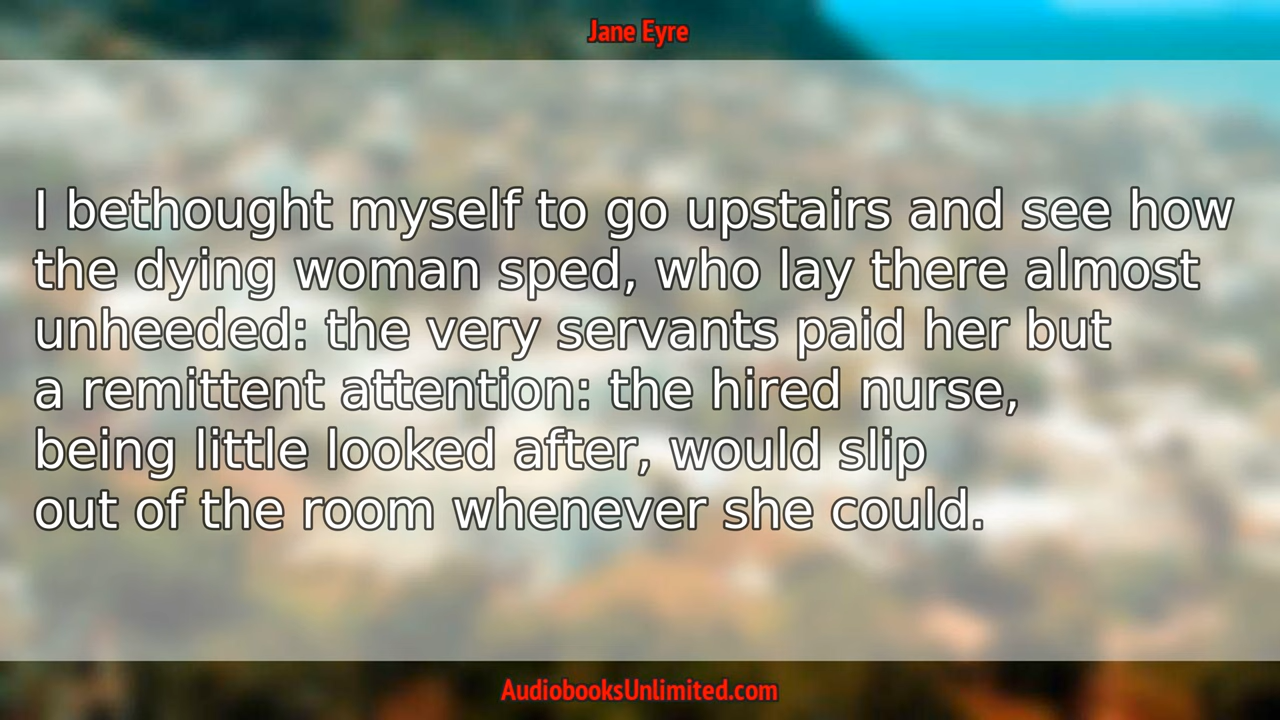 Jane Eyre
I bethought myself to go upstairs and see how
the dying woman sped, who lay there almost
unheeded: the very servants paid her but
a remittent attention: the hired nurse,
being little looked after, would slip
out of the room whenever she could.
AudiobooksUnlimited.com